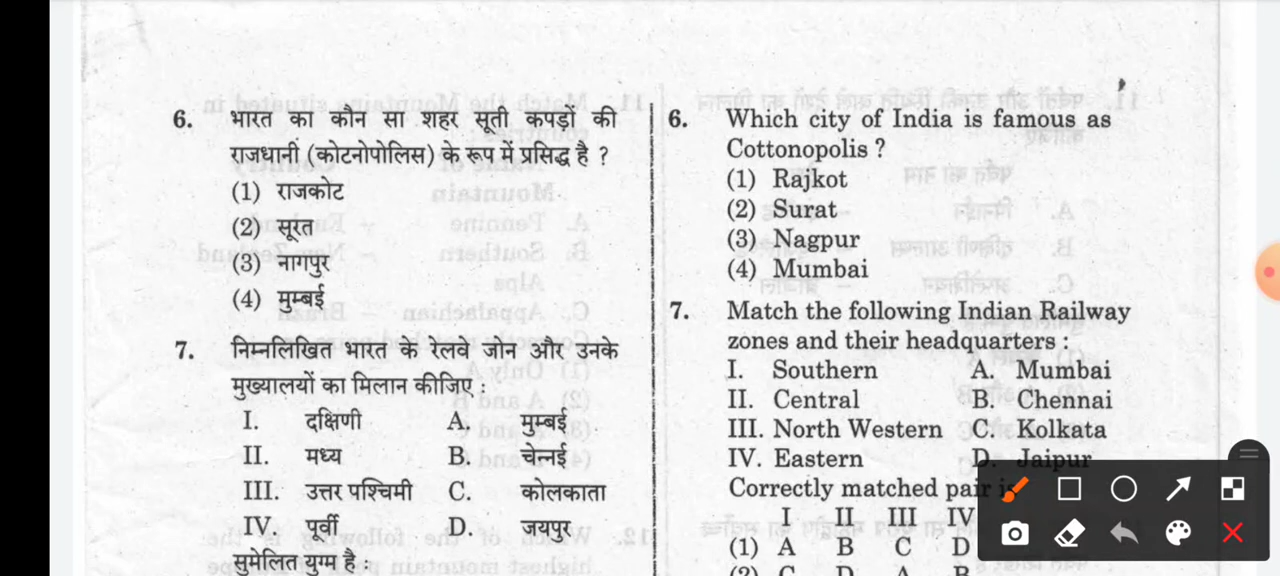 6. भारत का कौन सा शहर सूती कपड़ों की
राजधानी (कोटनोपोलिस) के रूप में प्रसिद्ध है ?
(1) राजकोट
(2) सूरत
(3) नागपुर
(4) मुम्बई
7. निम्नलिखित भारत के रेलवे जोन और उनके
मुख्यालयों का मिलान कीजिए :
I. दक्षिणी A. मुम्बई
II. मध्य B. चेन्नई
III. उत्तर पश्चिमी C. कोलकाता
IV. पूर्वी D. जयपुर
सुमेलित युग्म है :
6. Which city of India is famous as
Cottonopolis ?
(1) Rajkot
(2) Surat
(3) Nagpur
(4) Mumbai
7. Match the following Indian Railway
zones and their headquarters :
I. Southern A. Mumbai
II. Central B. Chennai
III. North Western C. Kolkata
IV. Eastern D. Jaipur
Correctly matched pair is
I II III IV
(1) A B C D
(2) C D A B